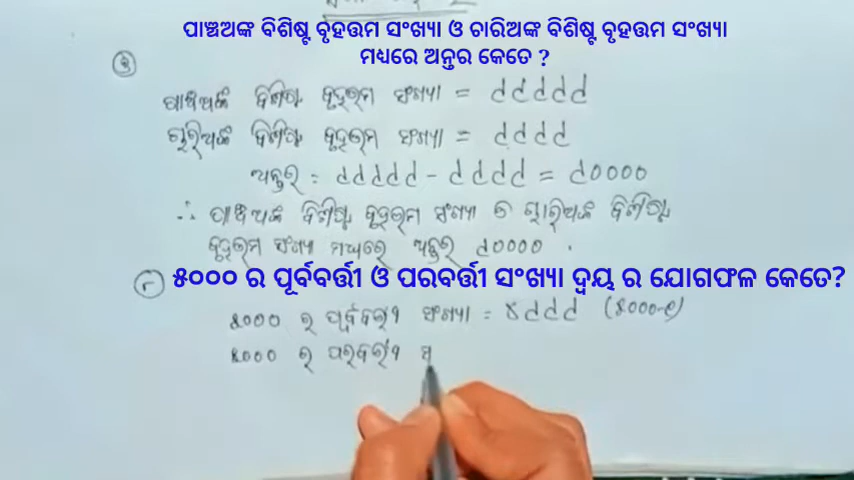 ପାଞ୍ଚଅଙ୍କ ବିଶିଷ୍ଟ ବୃହତ୍ତମ ସଂଖ୍ୟା ଓ ଚାରିଅଙ୍କ ବିଶିଷ୍ଟ ବୃହତ୍ତମ ସଂଖ୍ୟା
ମଧ୍ୟରେ ଅନ୍ତର କେତେ ?
ପାଞ୍ଚଅଙ୍କ ବିଶିଷ୍ଟ ବୃହତ୍ତମ ସଂଖ୍ୟା = ୯୯୯୯୯
ଚାରିଅଙ୍କ ବିଶିଷ୍ଟ ବୃହତ୍ତମ ସଂଖ୍ୟା = ୯୯୯୯
ଅନ୍ତର = ୯୯୯୯୯ - ୯୯୯୯ = ୯୦୦୦୦
∴ ପାଞ୍ଚଅଙ୍କ ବିଶିଷ୍ଟ ବୃହତ୍ତମ ସଂଖ୍ୟା ଓ ଚାରିଅଙ୍କ ବିଶିଷ୍ଟ
ବୃହତ୍ତମ ସଂଖ୍ୟା ମଧ୍ୟରେ ଅନ୍ତର ୯୦୦୦୦ .
୫୦୦୦ ର ପୂର୍ବବର୍ତ୍ତୀ ଓ ପରବର୍ତ୍ତୀ ସଂଖ୍ୟା ଦ୍ୱୟ ର ଯୋଗଫଳ କେତେ?
୫୦୦୦ ର ପୂର୍ବବର୍ତ୍ତୀ ସଂଖ୍ୟା = ୪୯୯୯ (୫୦୦୦-୧)
୫୦୦୦ ର ପରବର୍ତ୍ତୀ ସ